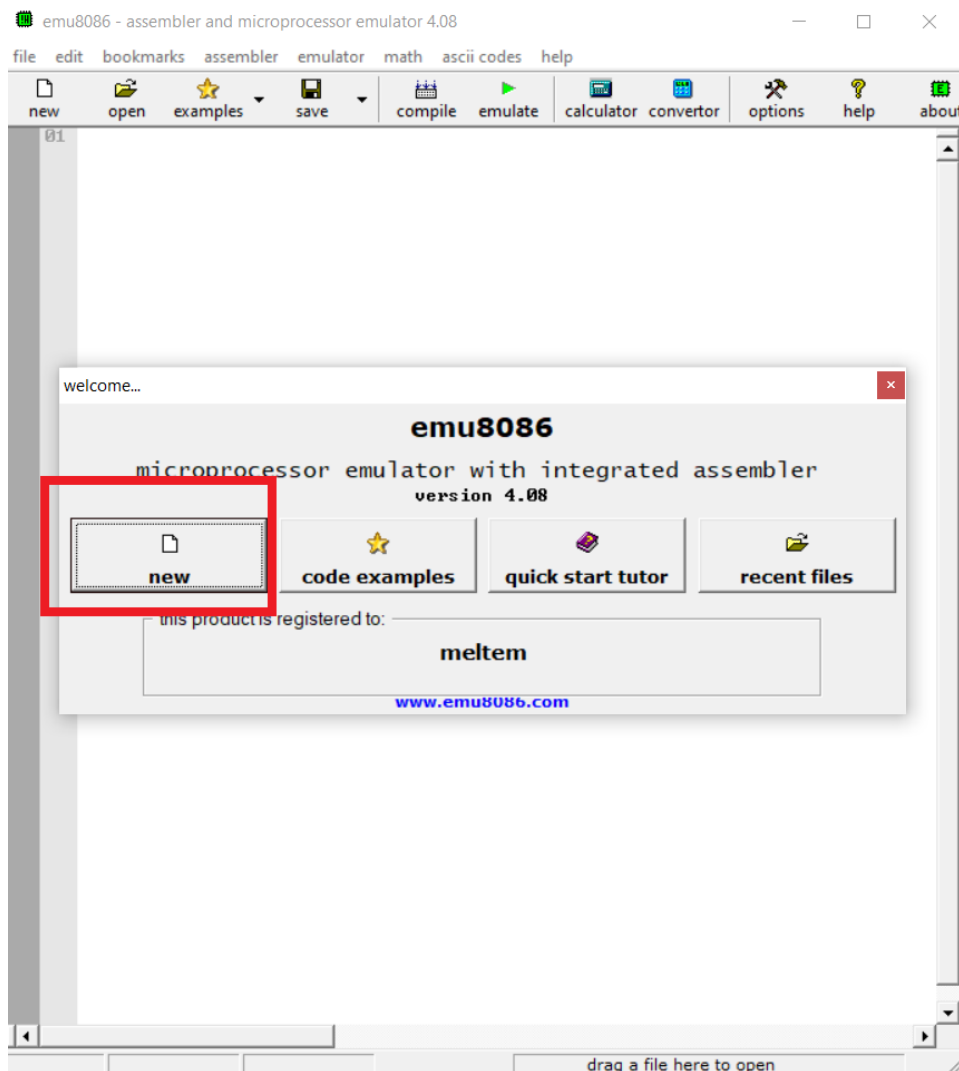 emu8086 - assembler and microprocessor emulator 4.08
file edit bookmarks assembler emulator math ascii codes help
new open examples save compile emulate calculator convertor options help about
01
welcome...
emu8086
microprocessor emulator with integrated assembler
version 4.08
new code examples quick start tutor recent files
this product is registered to:
meltem
www.emu8086.com
drag a file here to open